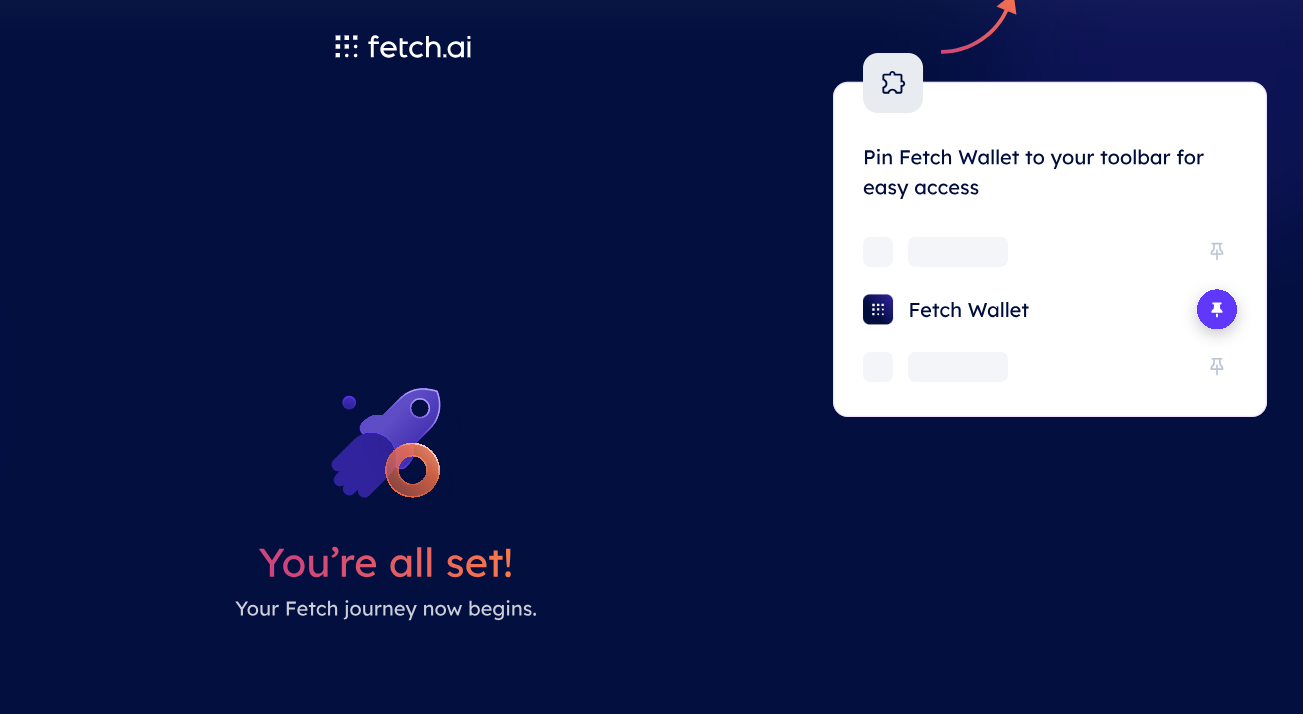 fetch.ai
Pin Fetch Wallet to your toolbar for
easy access
Fetch Wallet
You’re all set!
Your Fetch journey now begins.